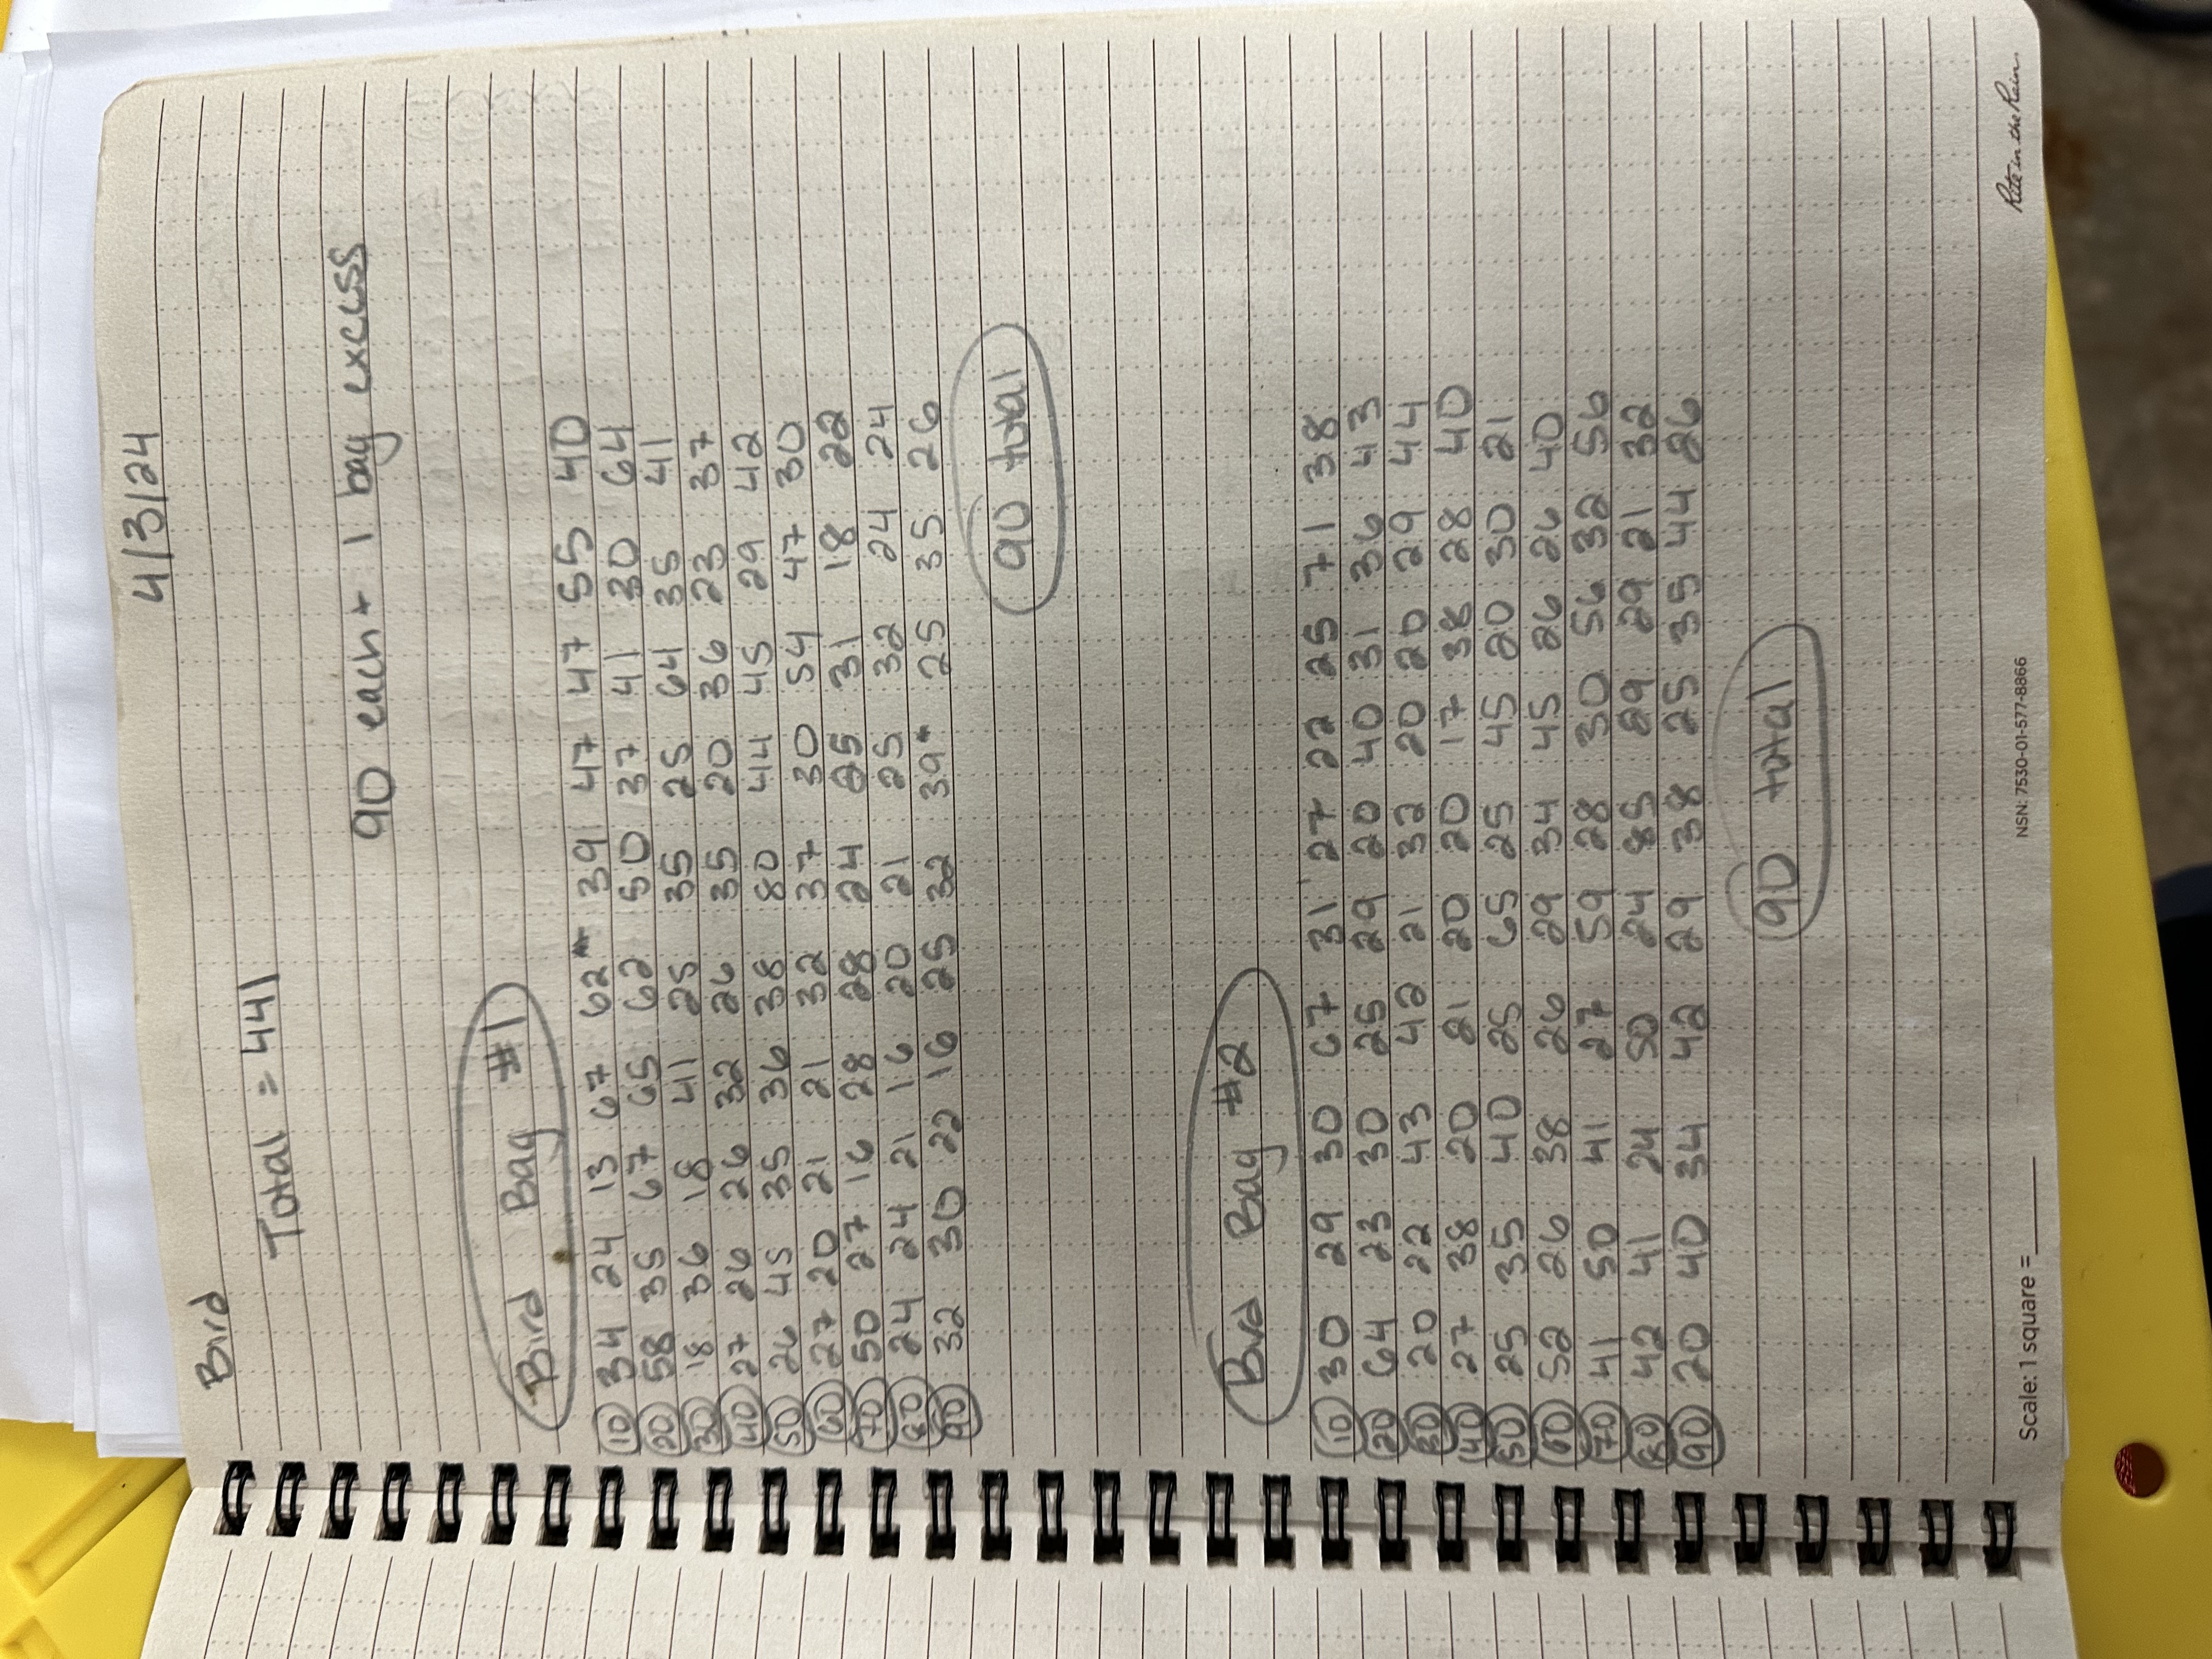 4/3/24
Bird
Total = 441
90 each + 1 bag excess
Bird Bag #1
10 34 24 13 67 62* 39 47 47 55 40
20 58 35 67 65 62 50 37 41 30 64
30 18 36 18 41 25 35 25 64 35 41
40 27 26 26 32 26 35 20 36 23 37
50 26 45 35 36 38 80 44 45 29 42
60 27 20 21 21 32 37 30 54 47 30
70 50 27 16 28 28 24 25 31 18 22
80 24 24 21 16 20 21 25 32 24 24
90 32 30 22 16 25 32 39* 25 35 26
90 total
Bird Bag #2
10 30 29 30 67 31 27 22 25 71 38
20 64 23 30 25 29 20 40 31 36 43
30 20 22 43 42 21 32 20 20 29 44
40 27 38 20 21 20 20 17 38 28 40
50 25 35 40 25 65 25 45 20 30 21
60 52 26 38 26 29 34 45 26 26 40
70 41 50 41 27 59 28 30 56 32 56
80 42 41 24 50 24 85 29 29 21 32
90 20 40 34 42 29 38 25 35 44 26
90 total
Scale: 1 square =______ NSN: 7530-01-577-8866 Rite in the Rain